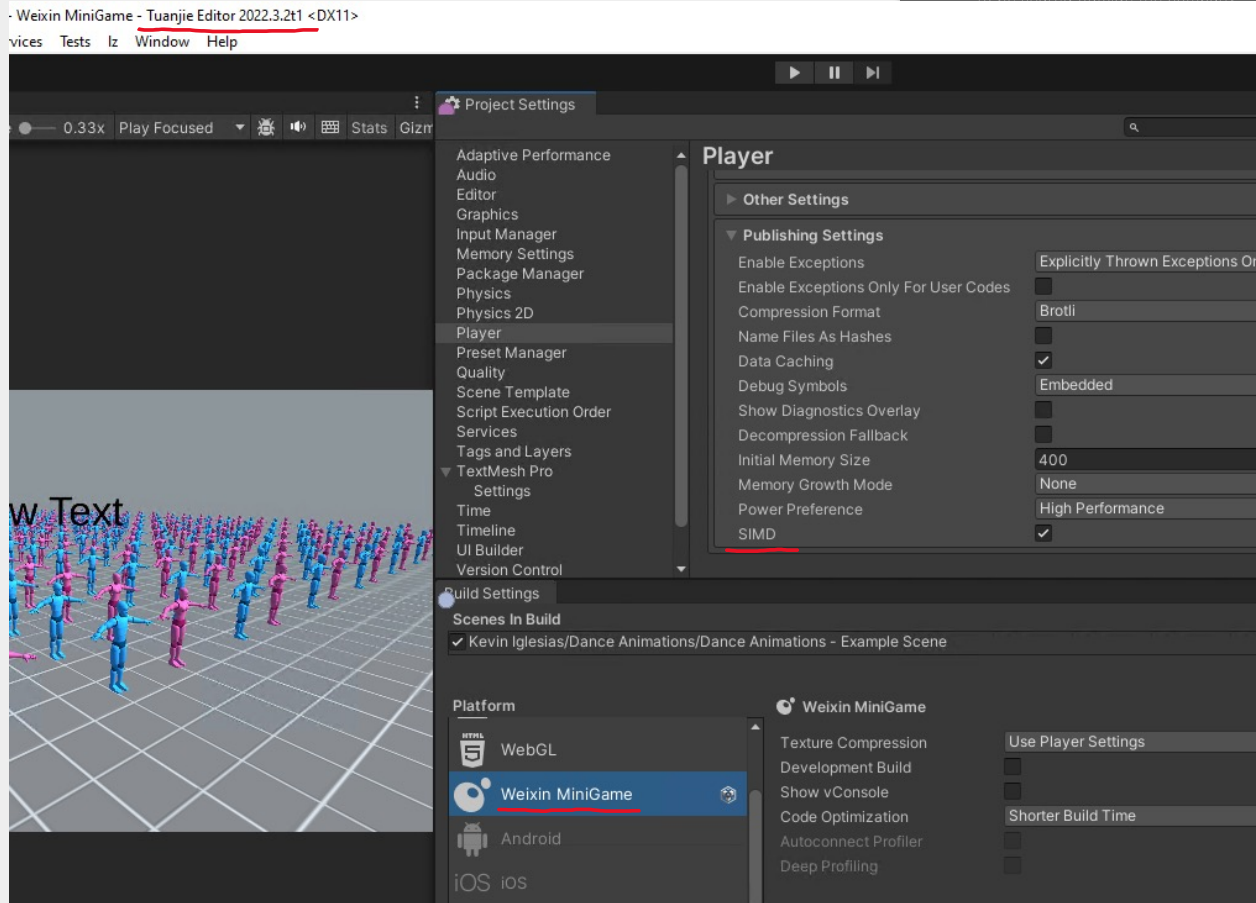 - Weixin MiniGame - Tuanjie Editor 2022.3.2t1 <DX11>
vices Tests Iz Window Help
0.33x Play Focused Stats Gizm
Project Settings
Adaptive Performance
Audio
Editor
Graphics
Input Manager
Memory Settings
Package Manager
Physics
Physics 2D
Player
Preset Manager
Quality
Scene Template
Script Execution Order
Services
Tags and Layers
TextMesh Pro
Settings
Time
Timeline
UI Builder
Version Control
Player
Other Settings
Publishing Settings
Enable Exceptions Explicitly Thrown Exceptions Or
Enable Exceptions Only For User Codes
Compression Format Brotli
Name Files As Hashes
Data Caching
Debug Symbols Embedded
Show Diagnostics Overlay
Decompression Fallback
Initial Memory Size 400
Memory Growth Mode None
Power Preference High Performance
SIMD
w Text
Build Settings
Scenes In Build
Kevin Iglesias/Dance Animations/Dance Animations - Example Scene
Platform
HTML 5 WebGL
Weixin MiniGame
Android
iOS iOS
Weixin MiniGame
Texture Compression Use Player Settings
Development Build
Show vConsole
Code Optimization Shorter Build Time
Autoconnect Profiler
Deep Profiling